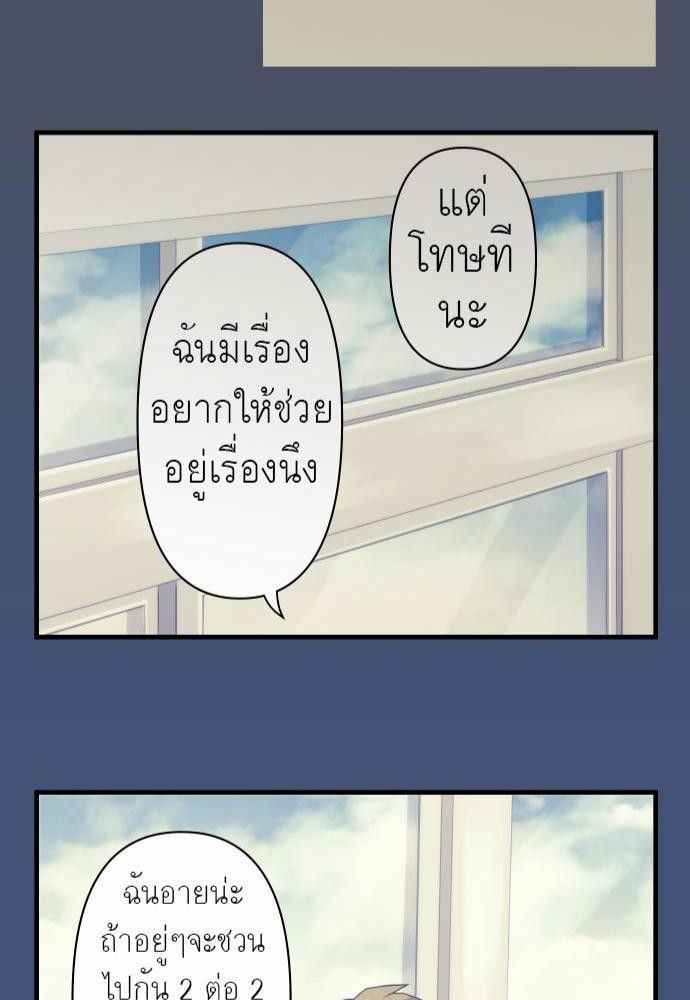 แต่
โทษที
นะ
ฉันมีเรื่อง
อยากให้ช่วย
อยู่เรื่องนึง
ฉันอายน่ะ
ถ้าอยู่ๆจะชวน
ไปกัน 2 ต่อ 2